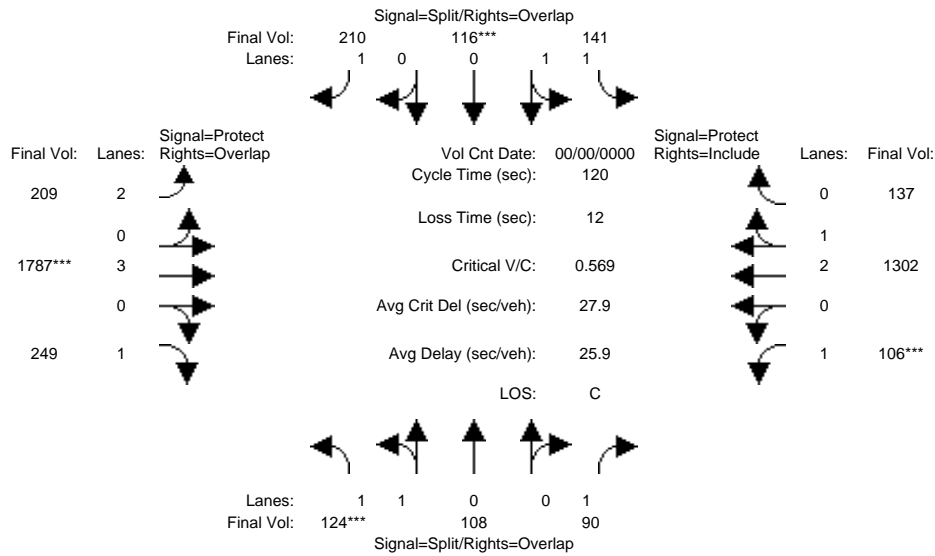 Signal=Split/Rights=Overlap
Final Vol: 210 116*** 141
Lanes: 1 0 0 1 1
Signal=Protect Signal=Protect
Final Vol: Lanes: Rights=Overlap Vol Cnt Date: 00/00/0000 Rights=Include Lanes: Final Vol:
Cycle Time (sec): 120
209 2 0 137
Loss Time (sec): 12
0 1
1787*** 3 Critical V/C: 0.569 2 1302
0 Avg Crit Del (sec/veh): 27.9 0
249 1 Avg Delay (sec/veh): 25.9 1 106***
LOS: C
Lanes: 1 1 0 0 1
Final Vol: 124*** 108 90
Signal=Split/Rights=Overlap